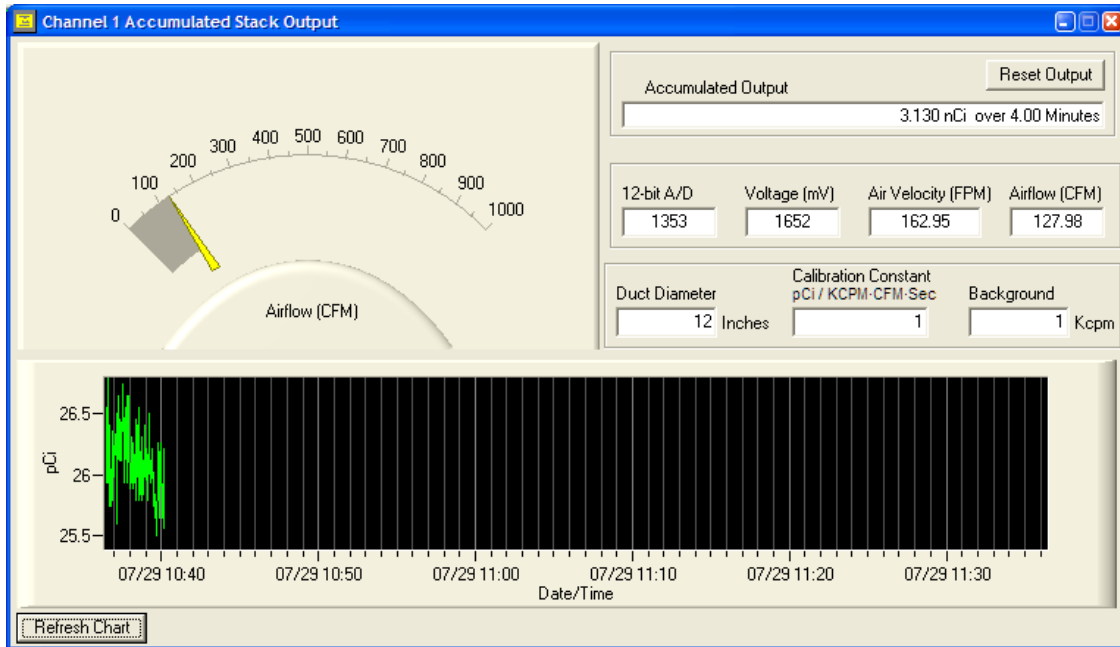 Channel 1 Accumulated Stack Output
0
100
200
300
400
500
600
700
800
900
1000
Airflow (CFM)
Accumulated Output
Reset Output
3.130 nCi over 4.00 Minutes
12-bit A/D
Voltage (mV)
Air Velocity (FPM)
Airflow (CFM)
1353
1652
162.95
127.98
Duct Diameter
12 Inches
Calibration Constant
pCi / KCPM·CFM·Sec
1
Background
1 Kcpm
pCi
26.5
26
25.5
07/29 10:40
07/29 10:50
07/29 11:00
07/29 11:10
07/29 11:20
07/29 11:30
Date/Time
Refresh Chart